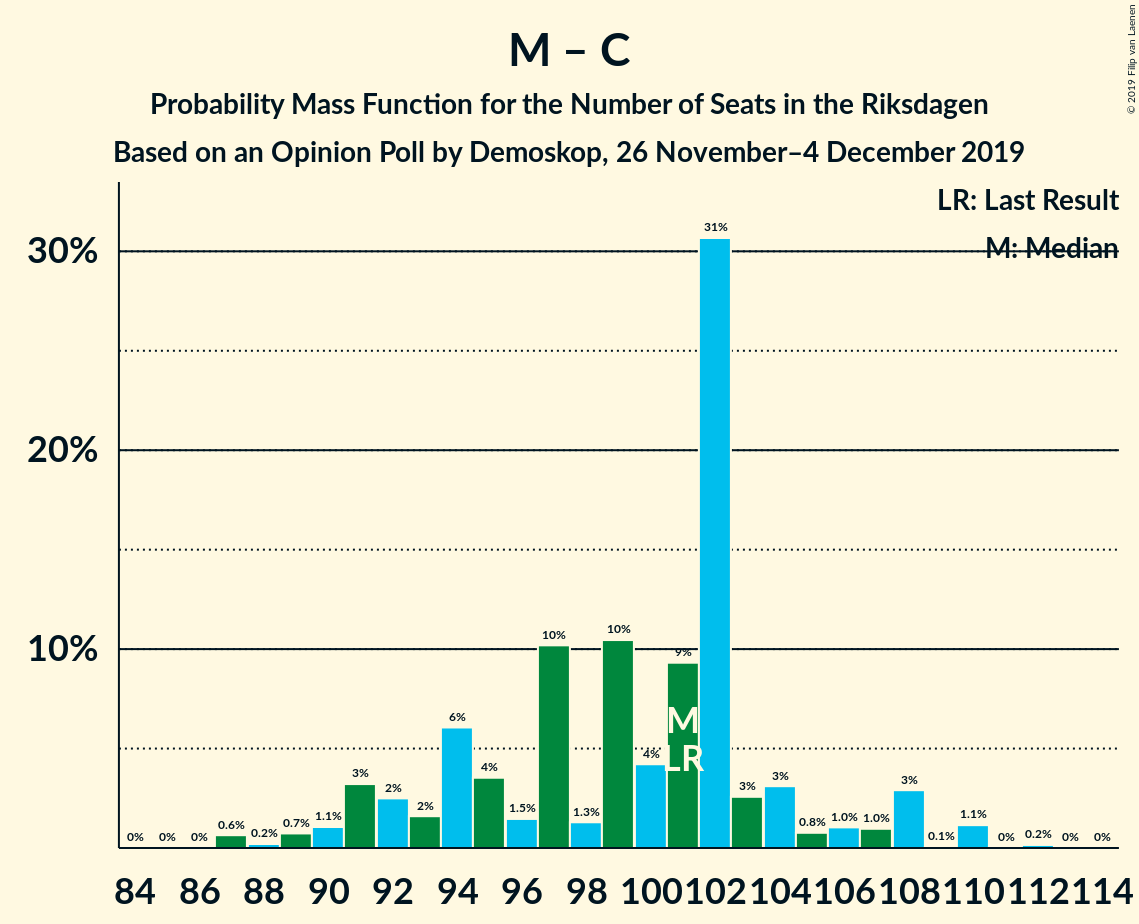 M – C
Probability Mass Function for the Number of Seats in the Riksdagen
Based on an Opinion Poll by Demoskop, 26 November–4 December 2019
© 2019 Filip van Laenen
LR: Last Result
M: Median
30%
20%
10%
0% 0% 0% 0.6% 0.2% 0.7% 1.1% 3% 2% 2% 6% 4% 1.5% 10% 1.3% 10% 4% 9% 31% 3% 3% 0.8% 1.0% 1.0% 3% 0.1% 1.1% 0% 0.2% 0% 0%
M
LR
84 86 88 90 92 94 96 98 100 102 104 106 108 110 112 114